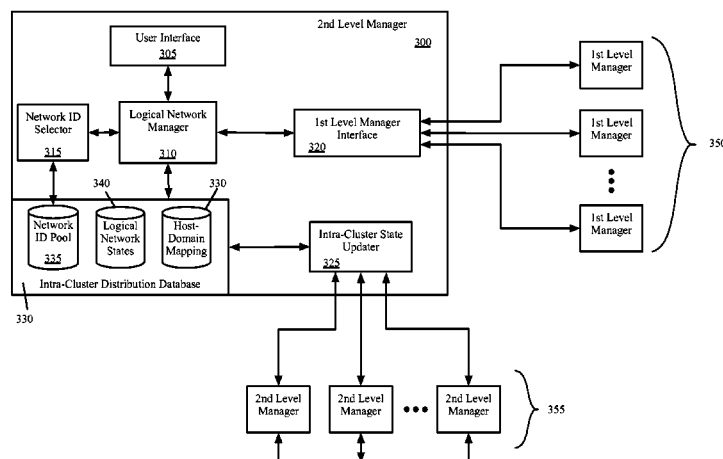 2nd Level Manager
300
User Interface
305
Network ID
Selector
315
Logical Network
Manager
310
1st Level Manager
Interface
320
1st Level
Manager
1st Level
Manager
1st Level
Manager
350
340
330
Network
ID Pool
335
Logical
Network
States
Host-
Domain
Mapping
Intra-Cluster State
Updater
325
Intra-Cluster Distribution Database
330
2nd Level
Manager
2nd Level
Manager
2nd Level
Manager
355